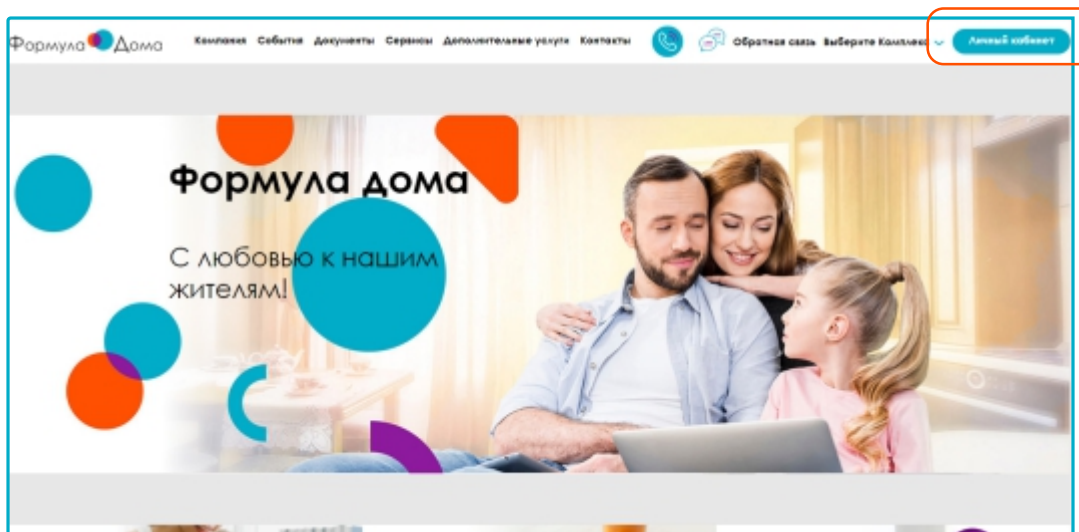 Формула Дома
Компания События Документы Сервисы Дополнительные услуги Контакты Обратная связь Выберите Комплекс Личный кабинет
Формула дома
С любовью к нашим
жителям!